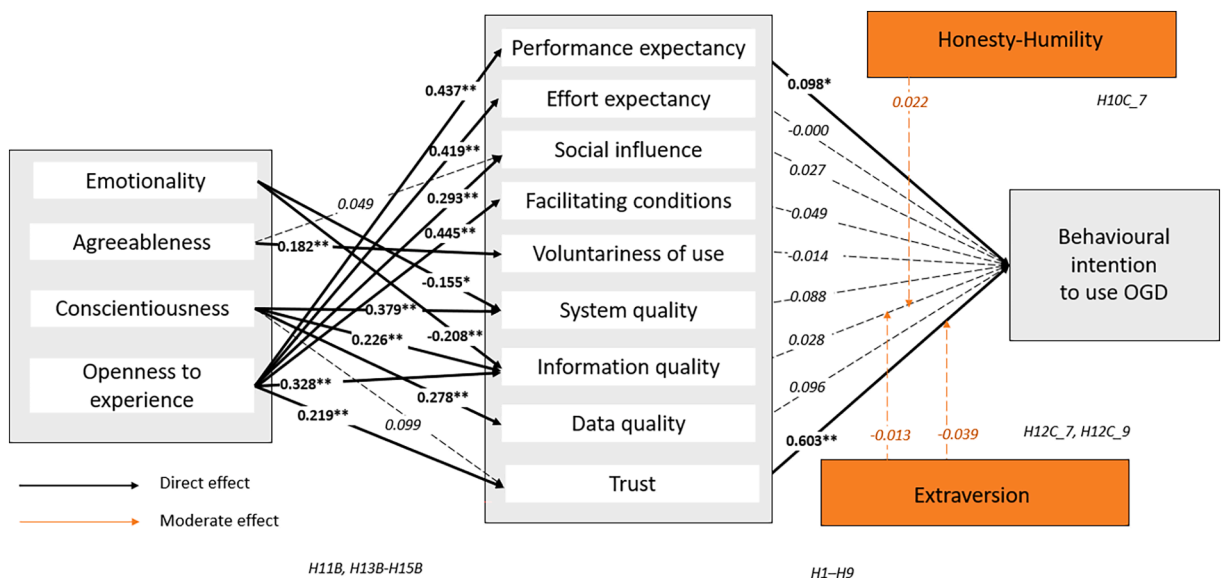 Emotionality
Agreeableness
Conscientiousness
Openness to
experience
0.437**
0.419**
0.293**
0.445**
0.049
0.182**
-0.155*
0.379**
0.226**
-0.208**
0.328**
0.278**
0.219**
0.099
Performance expectancy
Effort expectancy
Social influence
Facilitating conditions
Voluntariness of use
System quality
Information quality
Data quality
Trust
0.098*
-0.000
0.027
-0.049
-0.014
-0.088
0.028
0.096
0.603**
Honesty-Humility
0.022
H10C_7
Behavioural
intention
to use OGD
-0.013
-0.039
H12C_7, H12C_9
Extraversion
Direct effect
Moderate effect
H11B, H13B-H15B
H1–H9